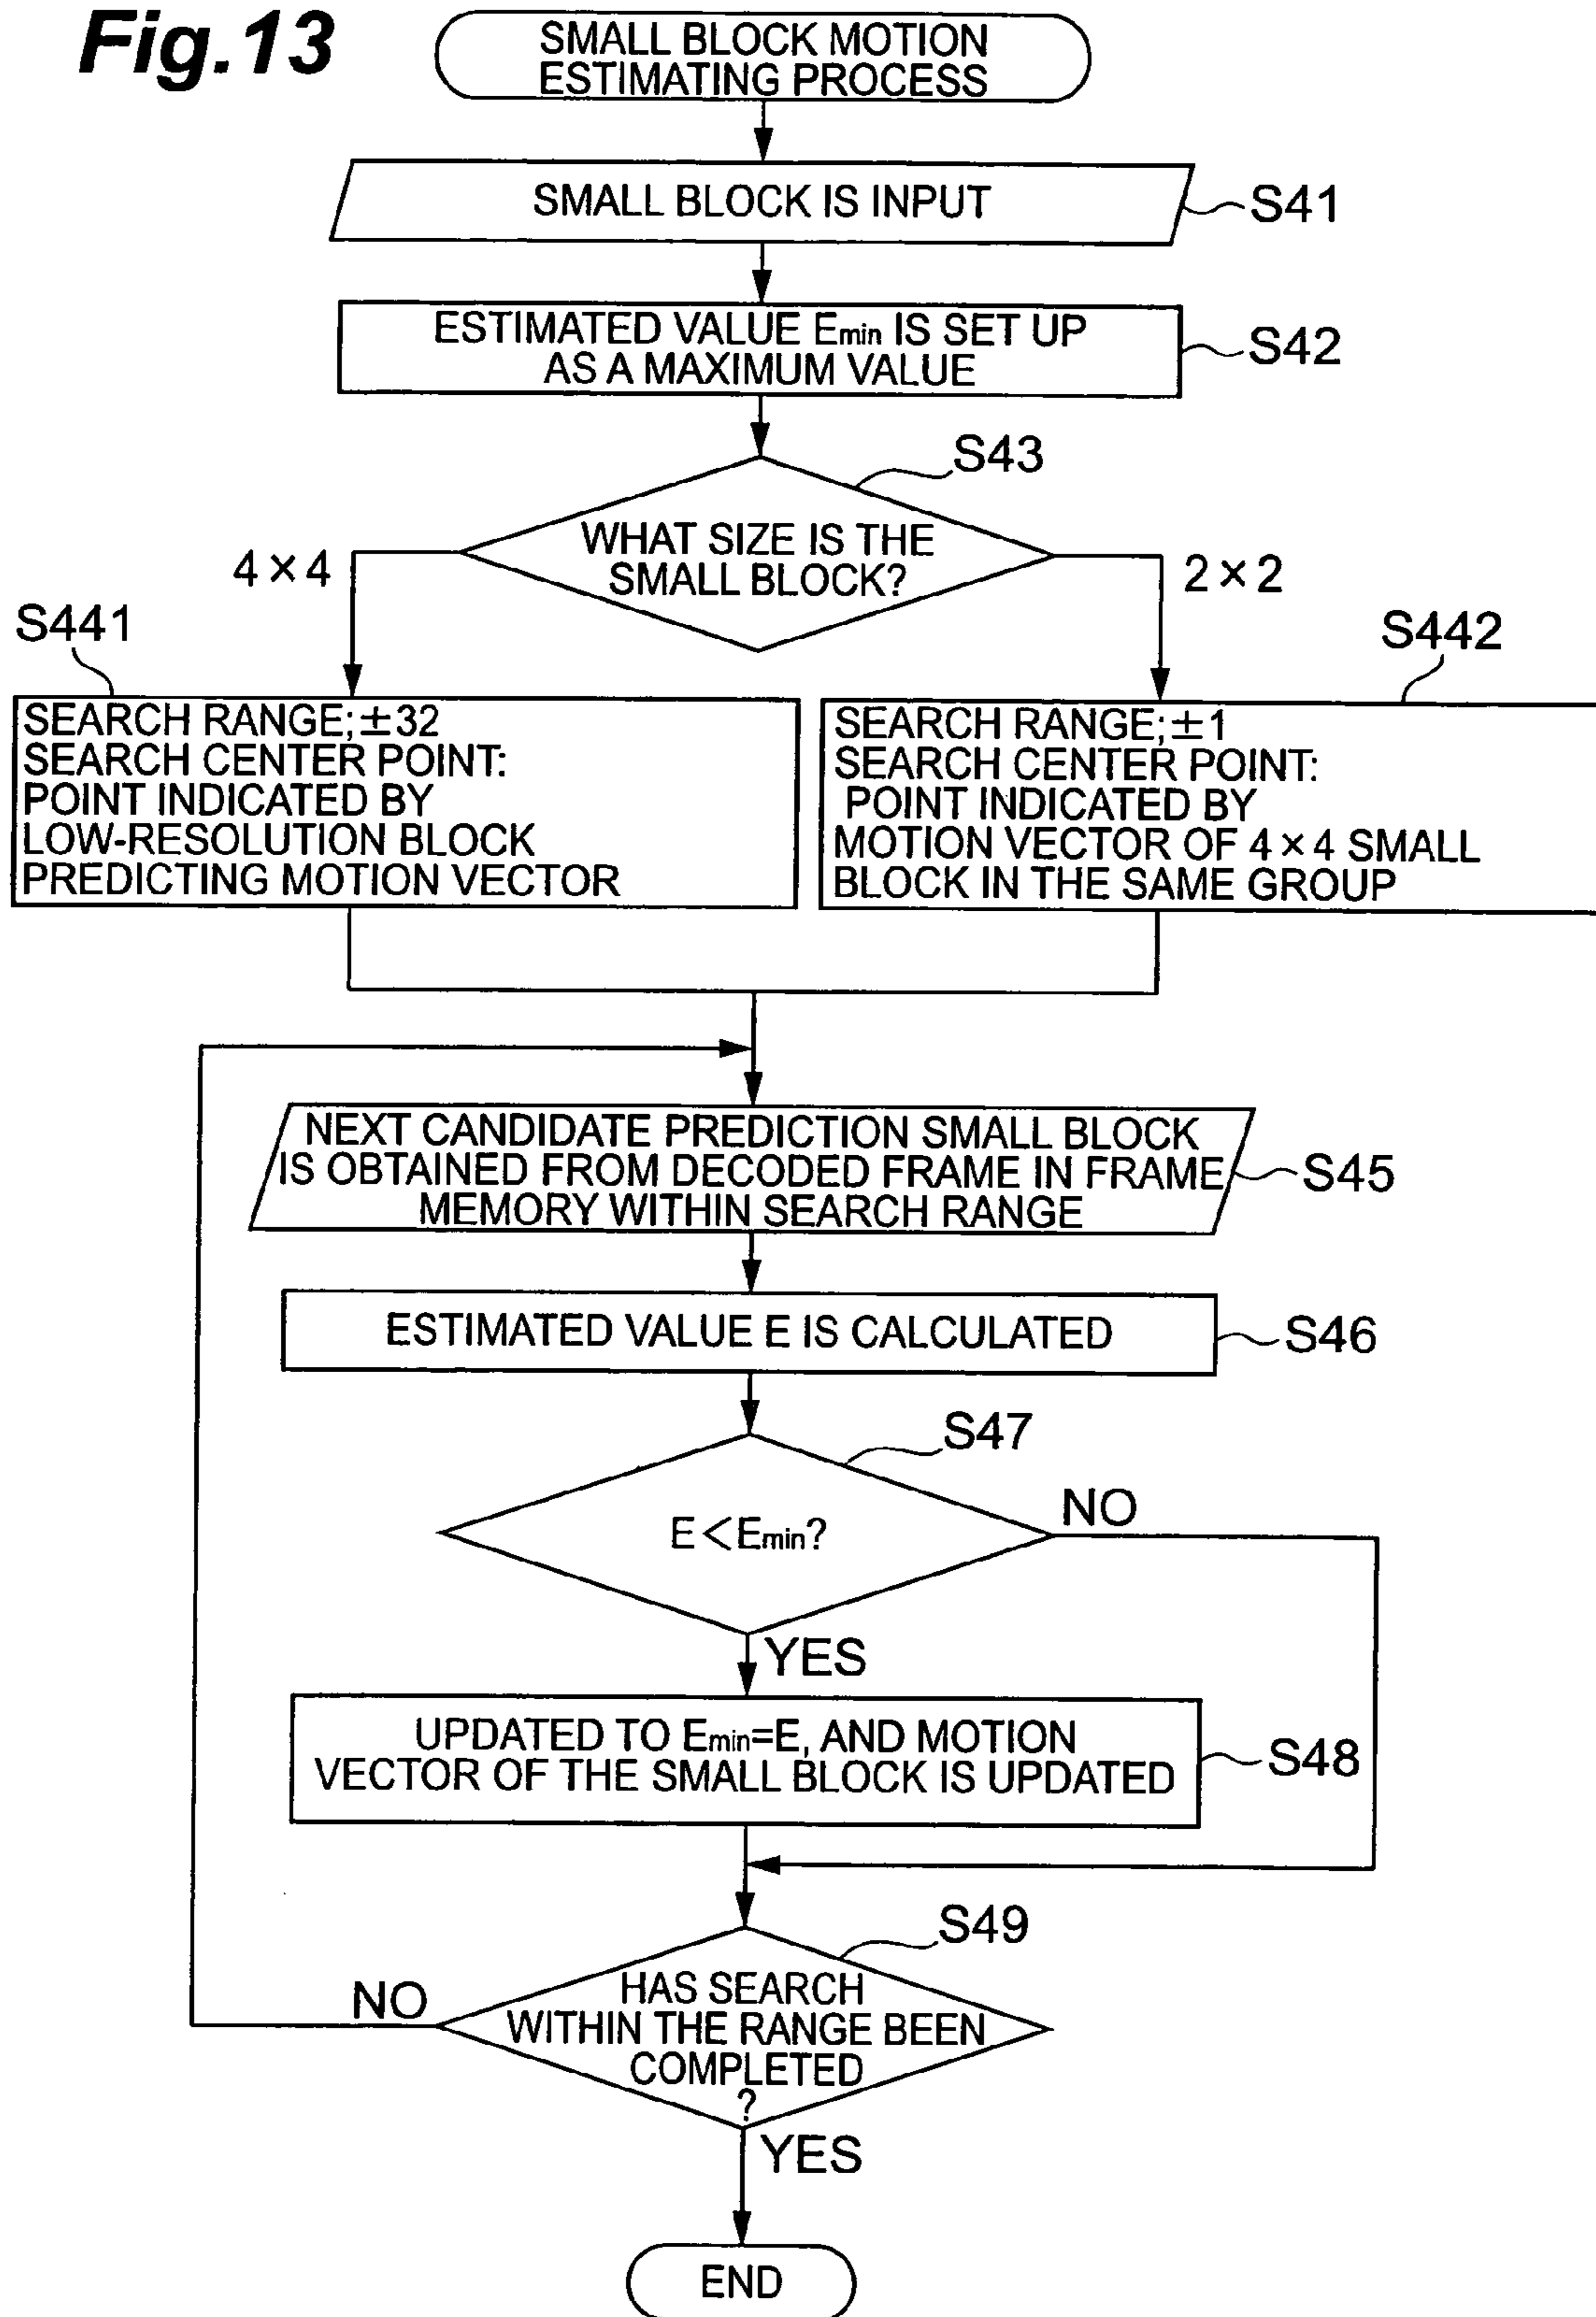 Fig.13
SMALL BLOCK MOTION
ESTIMATING PROCESS
SMALL BLOCK IS INPUT
S41
ESTIMATED VALUE Emin IS SET UP
AS A MAXIMUM VALUE
S42
S43
WHAT SIZE IS THE
SMALL BLOCK?
4×4
2×2
S441
S442
SEARCH RANGE;±32
SEARCH CENTER POINT:
POINT INDICATED BY
LOW-RESOLUTION BLOCK
PREDICTING MOTION VECTOR
SEARCH RANGE;±1
SEARCH CENTER POINT:
POINT INDICATED BY
MOTION VECTOR OF 4×4 SMALL
BLOCK IN THE SAME GROUP
NEXT CANDIDATE PREDICTION SMALL BLOCK
IS OBTAINED FROM DECODED FRAME IN FRAME
MEMORY WITHIN SEARCH RANGE
S45
ESTIMATED VALUE E IS CALCULATED
S46
S47
E<Emin?
NO
YES
UPDATED TO Emin=E, AND MOTION
VECTOR OF THE SMALL BLOCK IS UPDATED
S48
S49
HAS SEARCH
WITHIN THE RANGE BEEN
COMPLETED
?
NO
YES
END